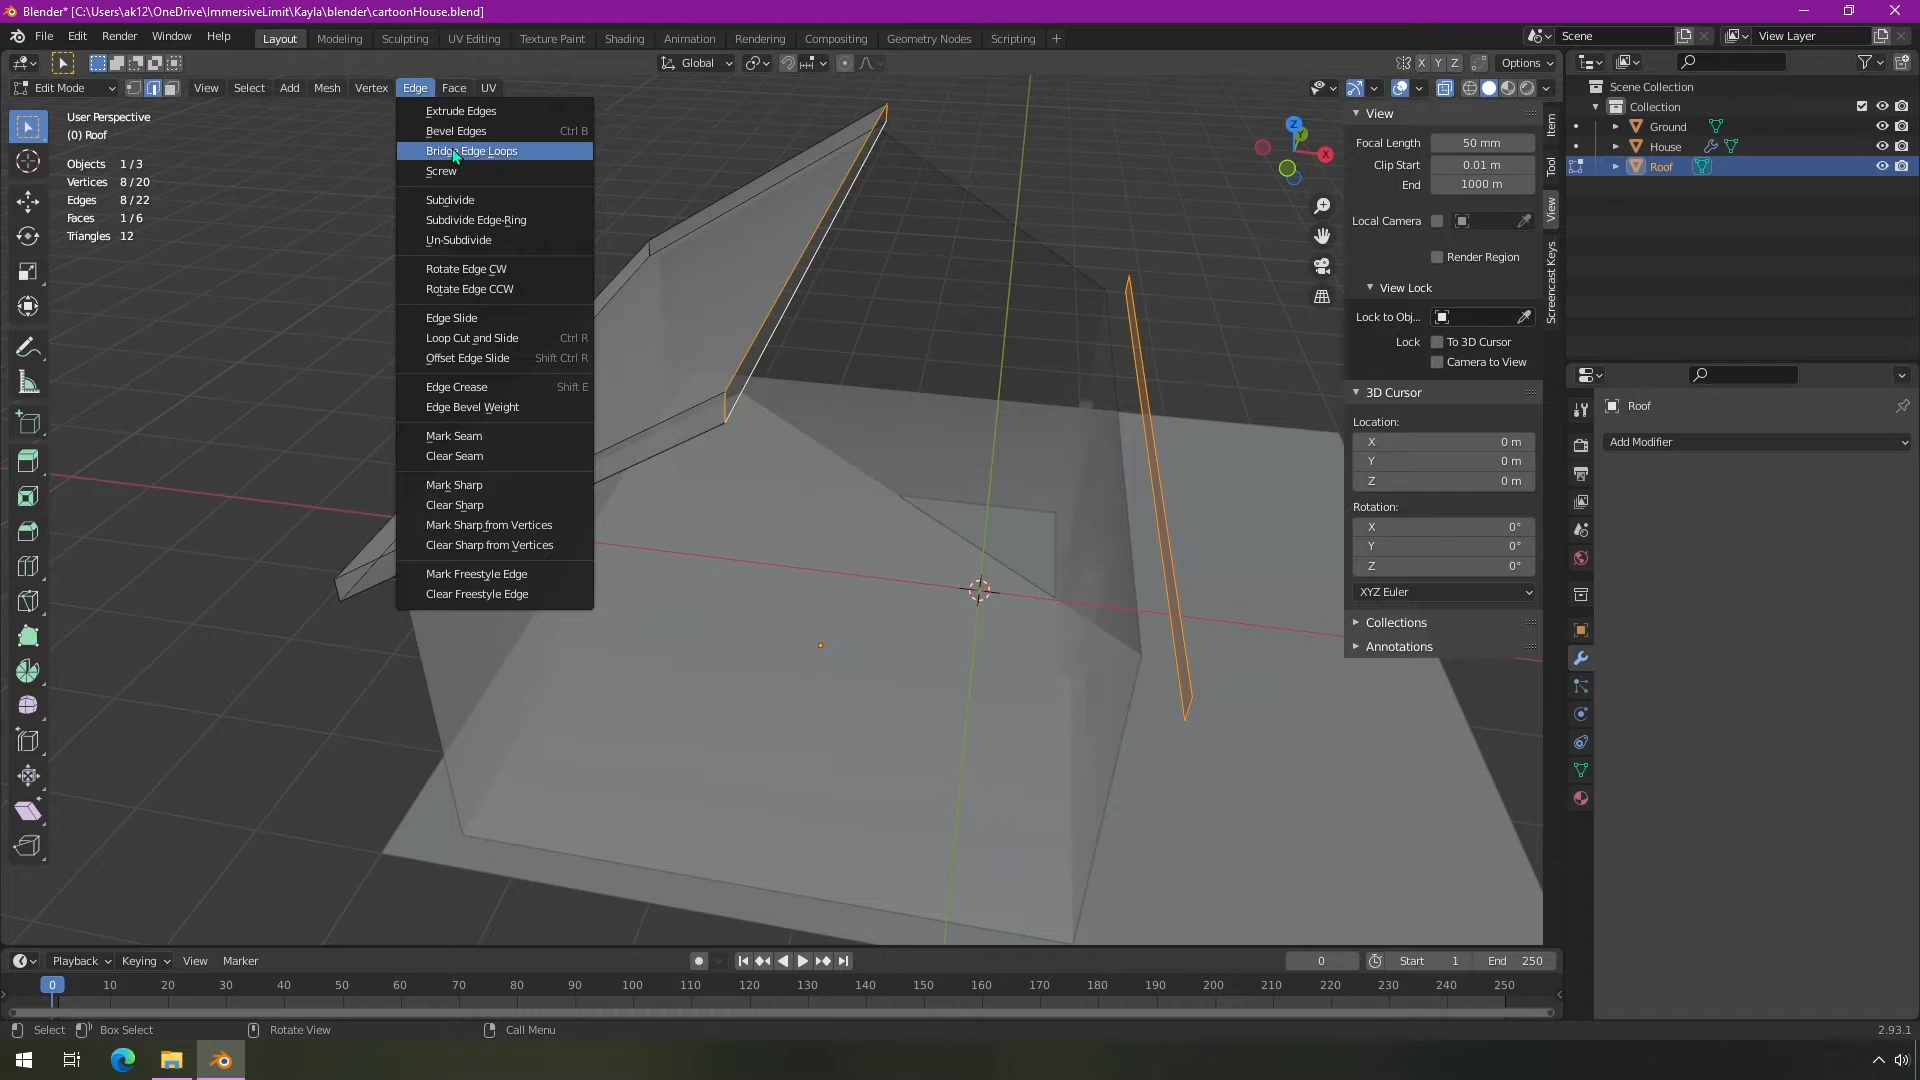 Blender* [C:\Users\ak12\OneDrive\ImmersiveLimit\Kayla\blender\cartoonHouse.blend]
File Edit Render Window Help Layout Modeling Sculpting UV Editing Texture Paint Shading Animation Rendering Compositing Geometry Nodes Scripting + Scene View Layer
Global X Y Z Options
Edit Mode View Select Add Mesh Vertex Edge Face UV
User Perspective
(0) Roof
Objects 1/3
Vertices 8/20
Edges 8/22
Faces 1/6
Triangles 12
Extrude Edges
Bevel Edges Ctrl B
Bridge Edge Loops
Screw
Subdivide
Subdivide Edge-Ring
Un-Subdivide
Rotate Edge CW
Rotate Edge CCW
Edge Slide
Loop Cut and Slide Ctrl R
Offset Edge Slide Shift Ctrl R
Edge Crease Shift E
Edge Bevel Weight
Mark Seam
Clear Seam
Mark Sharp
Clear Sharp
Mark Sharp from Vertices
Clear Sharp from Vertices
Mark Freestyle Edge
Clear Freestyle Edge
Z
X
View
Focal Length 50 mm
Clip Start 0.01 m
End 1000 m
Local Camera
Render Region
View Lock
Lock to Obj...
Lock To 3D Cursor
Camera to View
3D Cursor
Location:
X 0 m
Y 0 m
Z 0 m
Rotation:
X 0°
Y 0°
Z 0°
XYZ Euler
Collections
Annotations
Item
Tool
View
Screencast Keys
Scene Collection
Collection
Ground
House
Roof
Roof
Add Modifier
Playback Keying View Marker 0 Start 1 End 250
0 10 20 30 40 50 60 70 80 90 100 110 120 130 140 150 160 170 180 190 200 210 220 230 240 250
Select Box Select Rotate View Call Menu 2.93.1